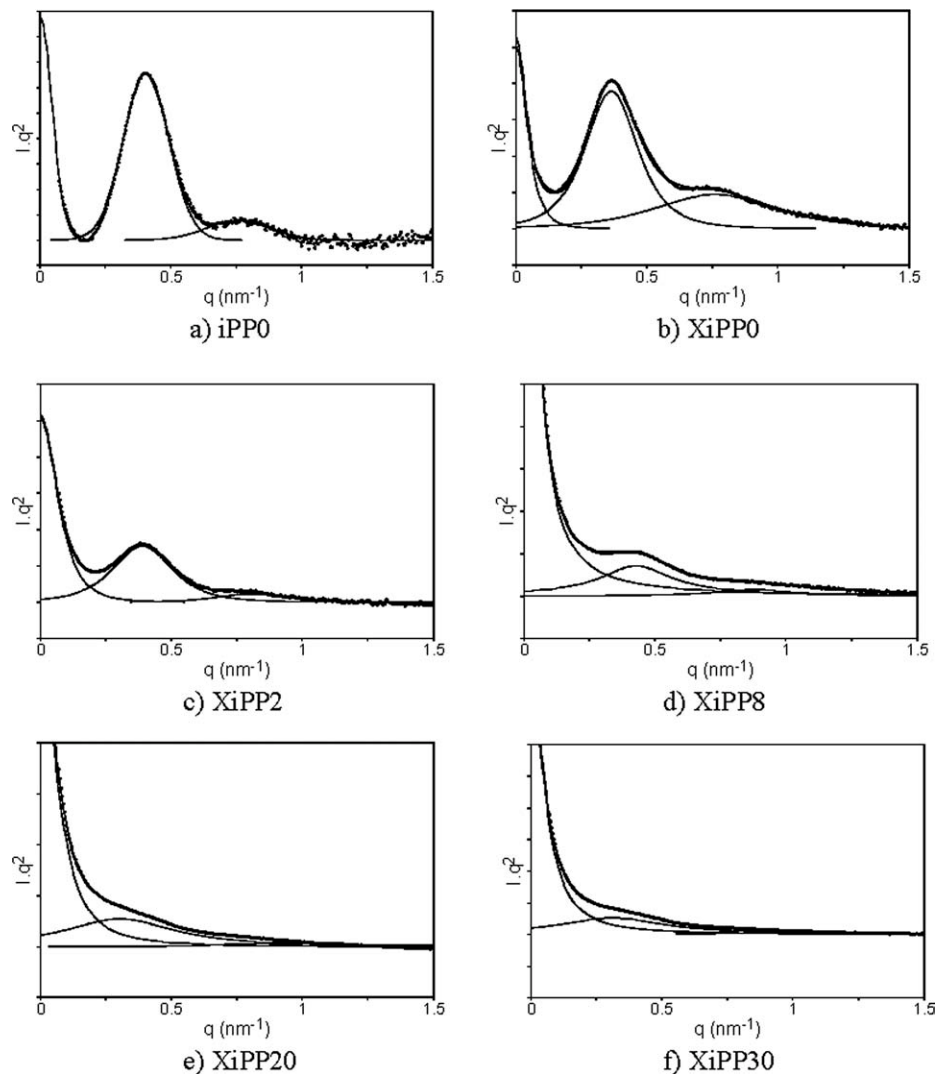 I.q²
0 0.5 1 1.5
q (nm⁻¹)
a) iPP0
I.q²
0 0.5 1 1.5
q (nm⁻¹)
b) XiPP0
I.q²
0 0.5 1 1.5
q (nm⁻¹)
c) XiPP2
I.q²
0 0.5 1 1.5
q (nm⁻¹)
d) XiPP8
I.q²
0 0.5 1 1.5
q (nm⁻¹)
e) XiPP20
I.q²
0 0.5 1 1.5
q (nm⁻¹)
f) XiPP30